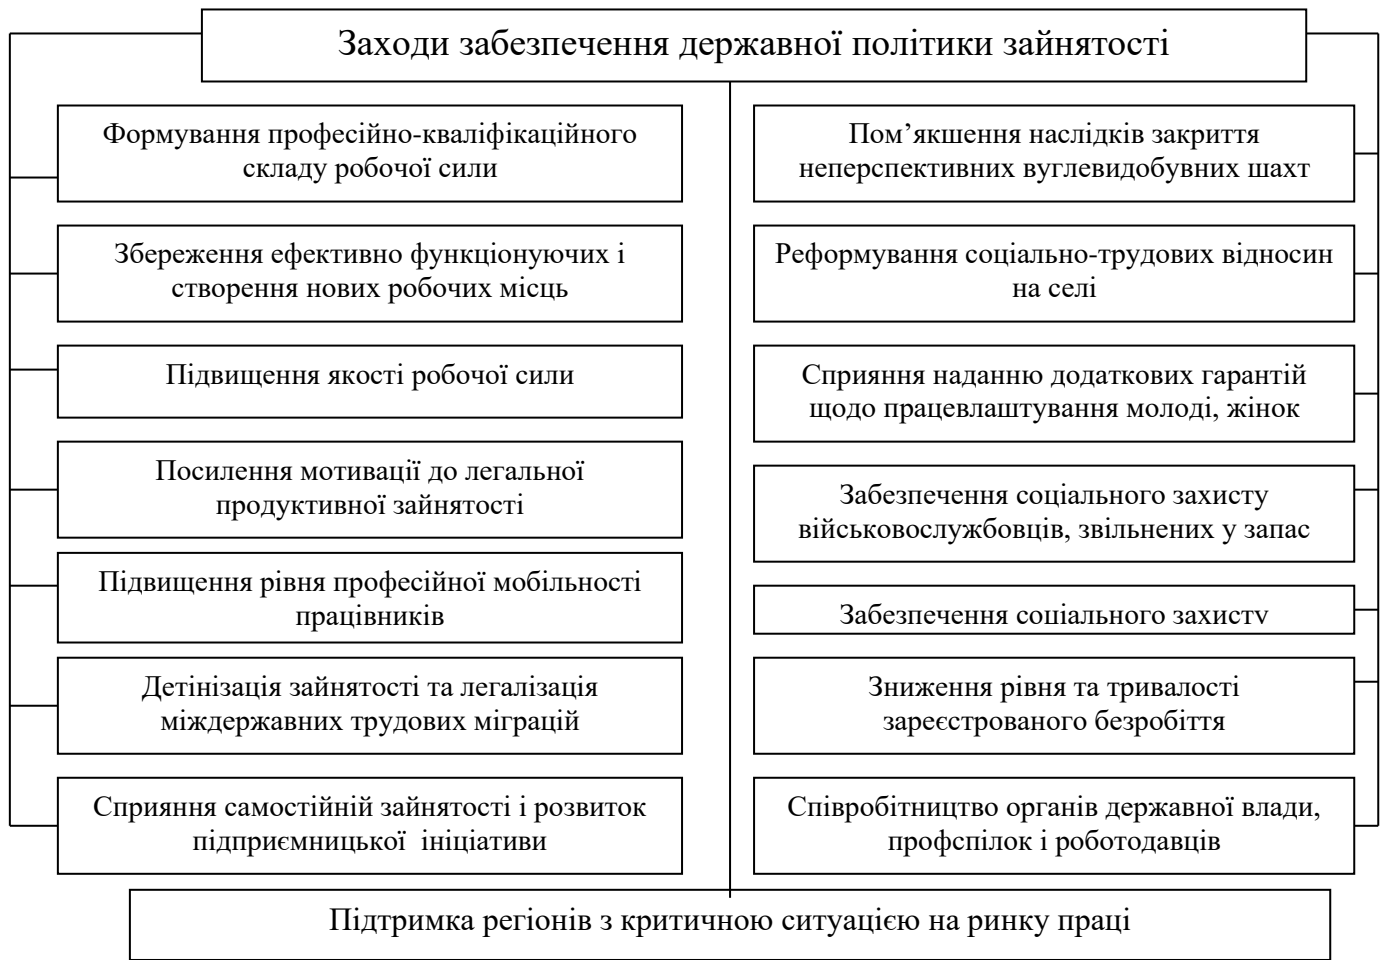 Заходи забезпечення державної політики зайнятості
Формування професійно-кваліфікаційного
складу робочої сили
Збереження ефективно функціонуючих і
створення нових робочих місць
Підвищення якості робочої сили
Посилення мотивації до легальної
продуктивної зайнятості
Підвищення рівня професійної мобільності
працівників
Детінізація зайнятості та легалізація
міждержавних трудових міграцій
Сприяння самостійній зайнятості і розвиток
підприємницької ініціативи
Пом’якшення наслідків закриття
неперспективних вуглевидобувних шахт
Реформування соціально-трудових відносин
на селі
Сприяння наданню додаткових гарантій
щодо працевлаштування молоді, жінок
Забезпечення соціального захисту
військовослужбовців, звільнених у запас
Забезпечення соціального захисту
Зниження рівня та тривалості
зареєстрованого безробіття
Співробітництво органів державної влади,
профспілок і роботодавців
Підтримка регіонів з критичною ситуацією на ринку праці